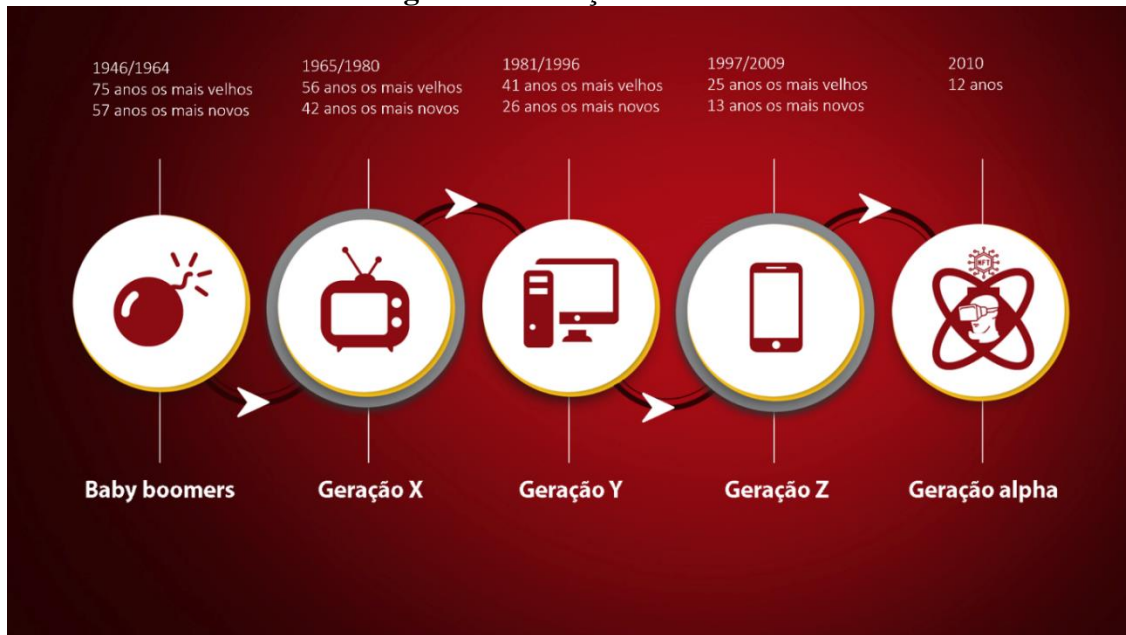 1946/1964
75 anos os mais velhos
57 anos os mais novos
1965/1980
56 anos os mais velhos
42 anos os mais novos
1981/1996
41 anos os mais velhos
26 anos os mais novos
1997/2009
25 anos os mais velhos
13 anos os mais novos
2010
12 anos
NFT
Baby boomers
Geração X
Geração Y
Geração Z
Geração alpha